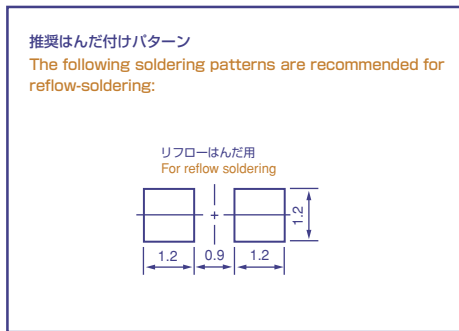 推奨はんだ付けパターン
The following soldering patterns are recommended for
reflow-soldering:
リフローはんだ用
For reflow soldering
1.2
1.2 0.9 1.2